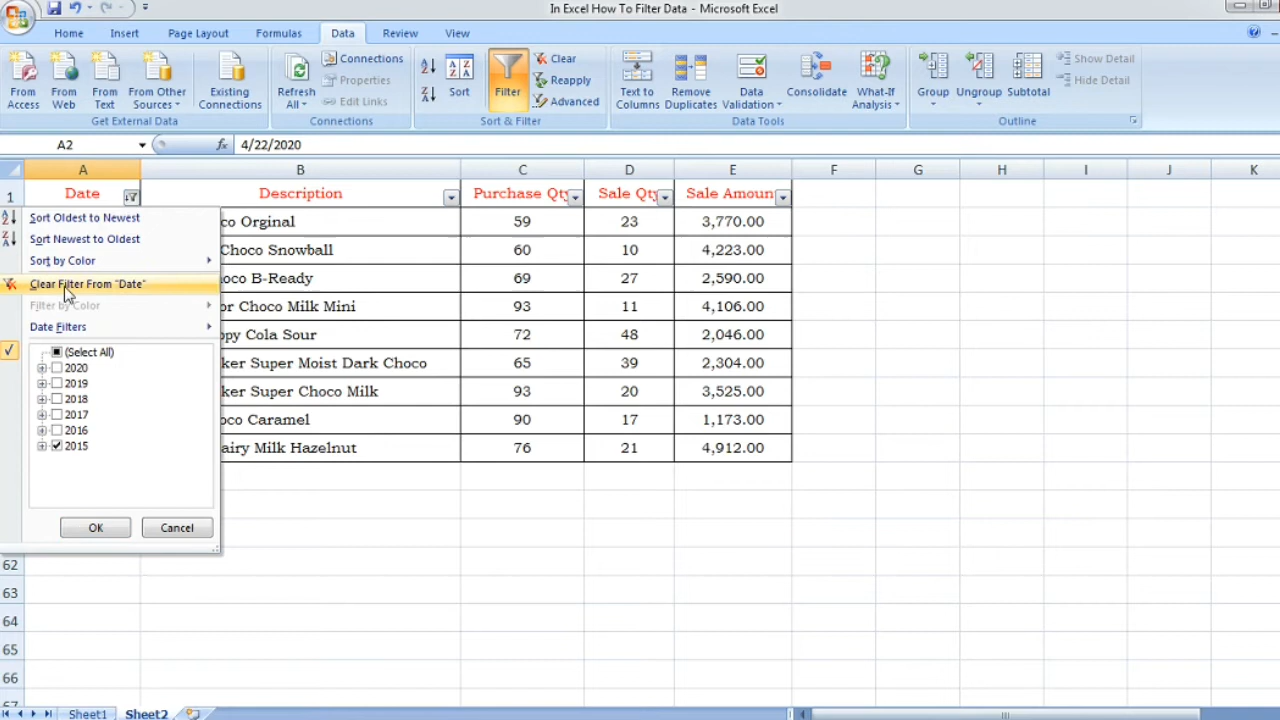 In Excel How To Filter Data - Microsoft Excel
Home Insert Page Layout Formulas Data Review View
From Access
From Web
From Text
From Other Sources
Existing Connections
Get External Data
Refresh All
Connections
Properties
Edit Links
Connections
Sort
Filter
Clear
Reapply
Advanced
Sort & Filter
Text to Columns
Remove Duplicates
Data Validation
Consolidate
What-If Analysis
Data Tools
Group
Ungroup
Subtotal
Show Detail
Hide Detail
Outline
A2 fx 4/22/2020
A B C D E F G H I J K
1 Date Description Purchase Qty Sale Qty Sale Amoun
Sort Oldest to Newest
Sort Newest to Oldest
Sort by Color
Clear Filter From "Date"
Filter by Color
Date Filters
(Select All)
2020
2019
2018
2017
2016
2015
OK Cancel
co Orginal 59 23 3,770.00
Choco Snowball 60 10 4,223.00
oco B-Ready 69 27 2,590.00
or Choco Milk Mini 93 11 4,106.00
ppy Cola Sour 72 48 2,046.00
ker Super Moist Dark Choco 65 39 2,304.00
ker Super Choco Milk 93 20 3,525.00
oco Caramel 90 17 1,173.00
airy Milk Hazelnut 76 21 4,912.00
62
63
64
65
66
67
Sheet1 Sheet2